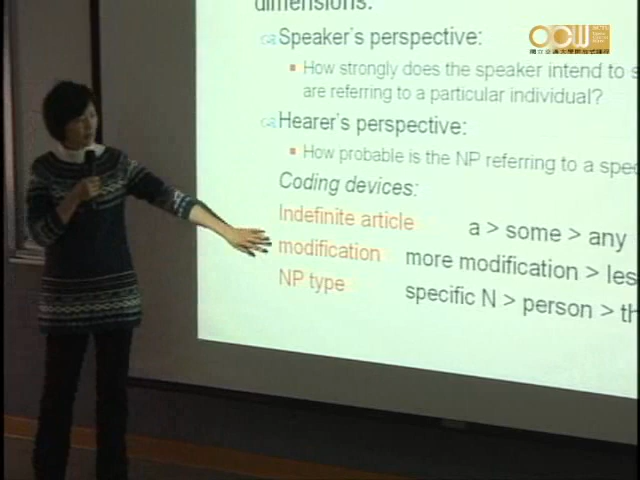 dimensions:
Speaker's perspective:
How strongly does the speaker intend to s
are referring to a particular individual?
Hearer's perspective:
How probable is the NP referring to a spec
Coding devices:
Indefinite article a > some > any
modification more modification > les
NP type specific N > person > th
OCW